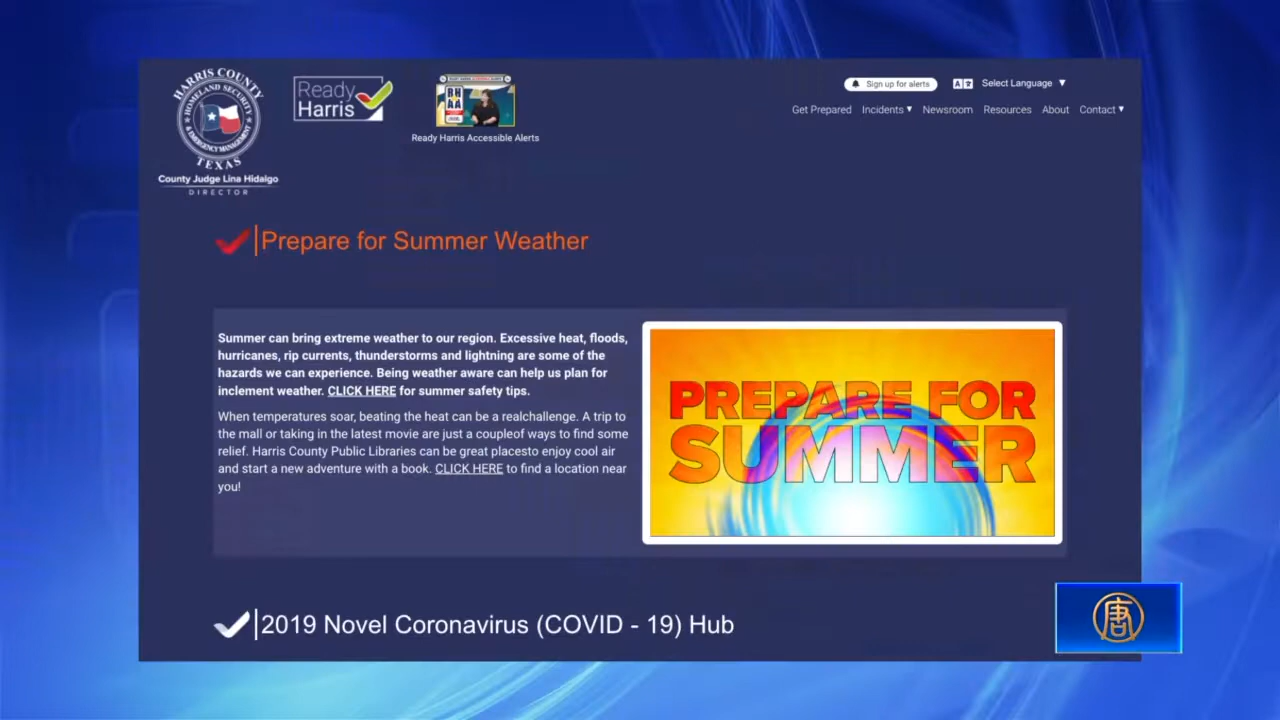 HARRIS COUNTY
HOMELAND SECURITY
& EMERGENCY MANAGEMENT
TEXAS
County Judge Lina Hidalgo
DIRECTOR
Ready
Harris
Ready Harris Accessible Alerts
Sign up for alerts
Select Language ▼
Get Prepared Incidents ▾ Newsroom Resources About Contact ▾
Prepare for Summer Weather
Summer can bring extreme weather to our region. Excessive heat, floods,
hurricanes, rip currents, thunderstorms and lightning are some of the
hazards we can experience. Being weather aware can help us plan for
inclement weather. CLICK HERE for summer safety tips.
When temperatures soar, beating the heat can be a realchallenge. A trip to
the mall or taking in the latest movie are just a coupleof ways to find some
relief. Harris County Public Libraries can be great placesto enjoy cool air
and start a new adventure with a book. CLICK HERE to find a location near
you!
PREPARE FOR
SUMMER
2019 Novel Coronavirus (COVID - 19) Hub
唐